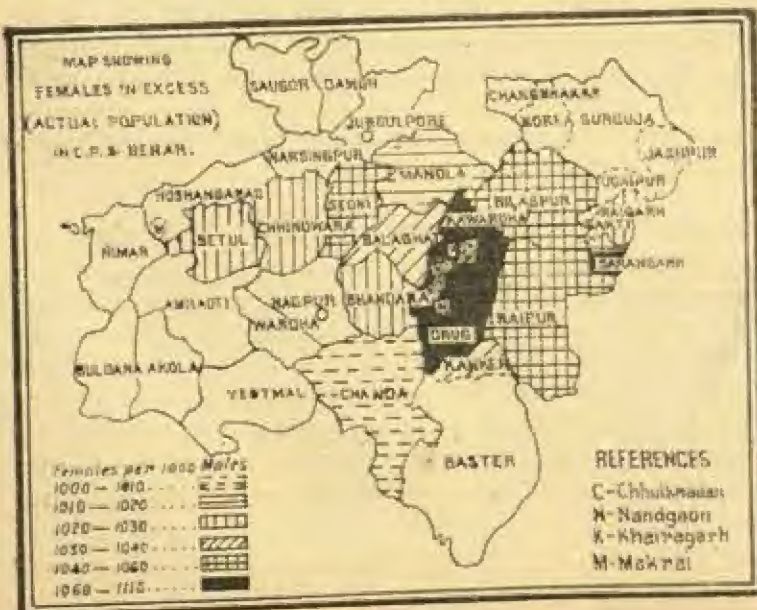 MAP SHOWING
FEMALES IN EXCESS
(ACTUAL POPULATION)
IN C.P. & BERAR.
SAUGOR
DAMOH
JUBBULPORE
CHANGBHAKAR
KOREA
SURGUJA
JASHPUR
NARSINGPUR
MANDLA
UDAIPUR
HOSHANGABAD
SEONI
BILASPUR
RAIGARH
SAKTI
M
BETUL
CHHINDWARA
BALAGHAT
KAWARDHA
C
K
SARANGARH
NIMAR
AMRAOTI
NAGPUR
BHANDARA
N
WARDHA
DRUG
RAIPUR
BULDANA
AKOLA
KANKER
YEOTMAL
CHANDA
BASTER
Females per 1000 Males
1000 — 1010
1010 — 1020
1020 — 1030
1030 — 1040
1040 — 1060
1060 — 1115
REFERENCES
C-Chhuikhadan
N-Nandgaon
K-Khairagarh
M-Makrai